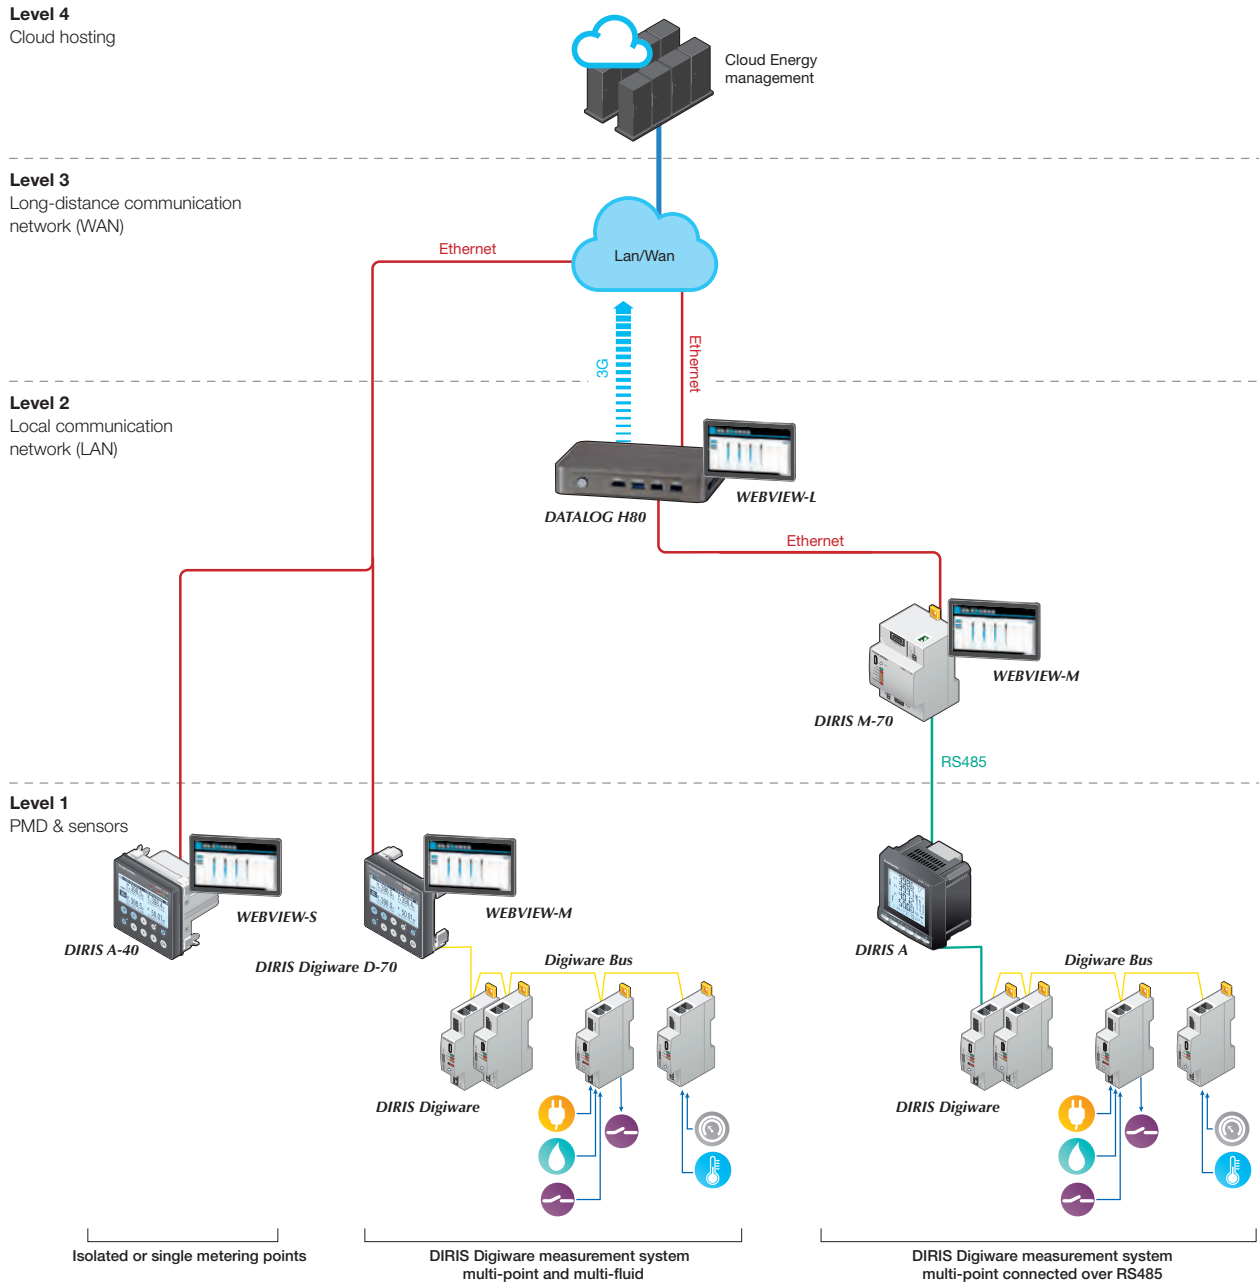 Level 4
Cloud hosting
Cloud Energy
management
Level 3
Long-distance communication
network (WAN)
Ethernet
Lan/Wan
3G
Ethernet
Level 2
Local communication
network (LAN)
WEBVIEW-L
DATALOG H80
Ethernet
WEBVIEW-M
DIRIS M-70
RS485
Level 1
PMD & sensors
WEBVIEW-S
DIRIS A-40
WEBVIEW-M
DIRIS Digiware D-70
DIRIS A
Digiware Bus
Digiware Bus
DIRIS Digiware
DIRIS Digiware
Isolated or single metering points
DIRIS Digiware measurement system
multi-point and multi-fluid
DIRIS Digiware measurement system
multi-point connected over RS485